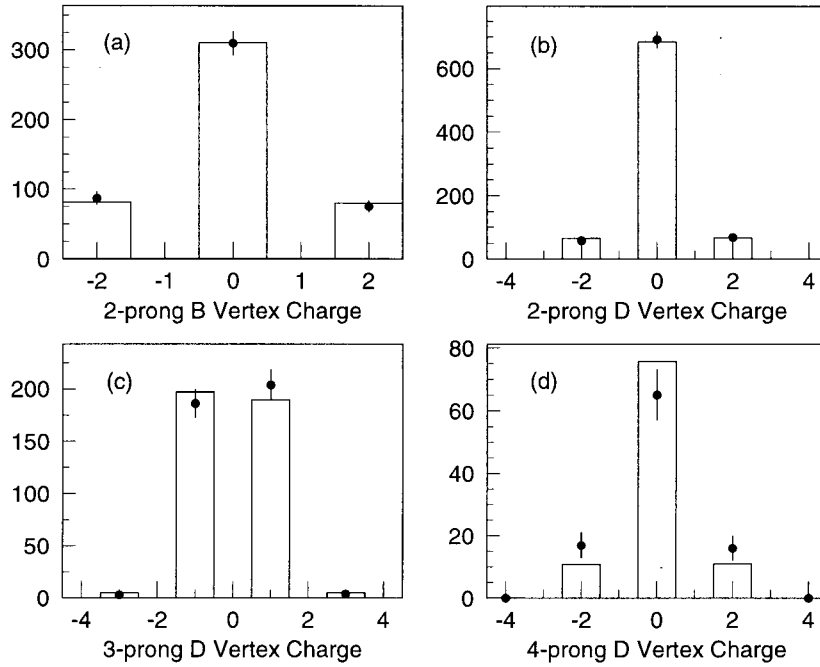 (a)
300
200
100
0
-2 -1 0 1 2
2-prong B Vertex Charge
(b)
600
400
200
0
-4 -2 0 2 4
2-prong D Vertex Charge
(c)
200
150
100
50
0
-4 -2 0 2 4
3-prong D Vertex Charge
(d)
80
60
40
20
0
-4 -2 0 2 4
4-prong D Vertex Charge